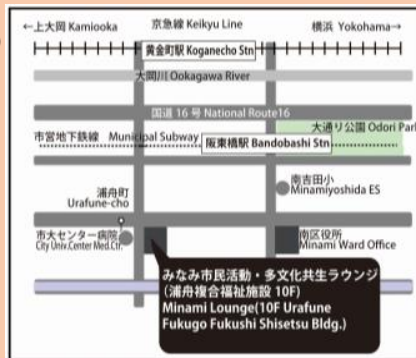 ←上大岡 Kamiooka 京急線 Keikyu Line 横浜 Yokohama→
黄金町駅 Koganecho Stn
大岡川 Ookagawa River
国道 16 号 National Route16
大通り公園 Odori Park
市営地下鉄線 Municipal Subway 阪東橋駅 Bandobashi Stn
南吉田小
Minamiyoshida ES
浦舟町
Urafune-cho
市大センター病院
City Univ.Center Med.Ctr.
南区役所
Minami Ward Office
みなみ市民活動・多文化共生ラウンジ
(浦舟複合福祉施設 10F)
Minami Lounge(10F Urafune
Fukugo Fukushi Shisetsu Bldg.)